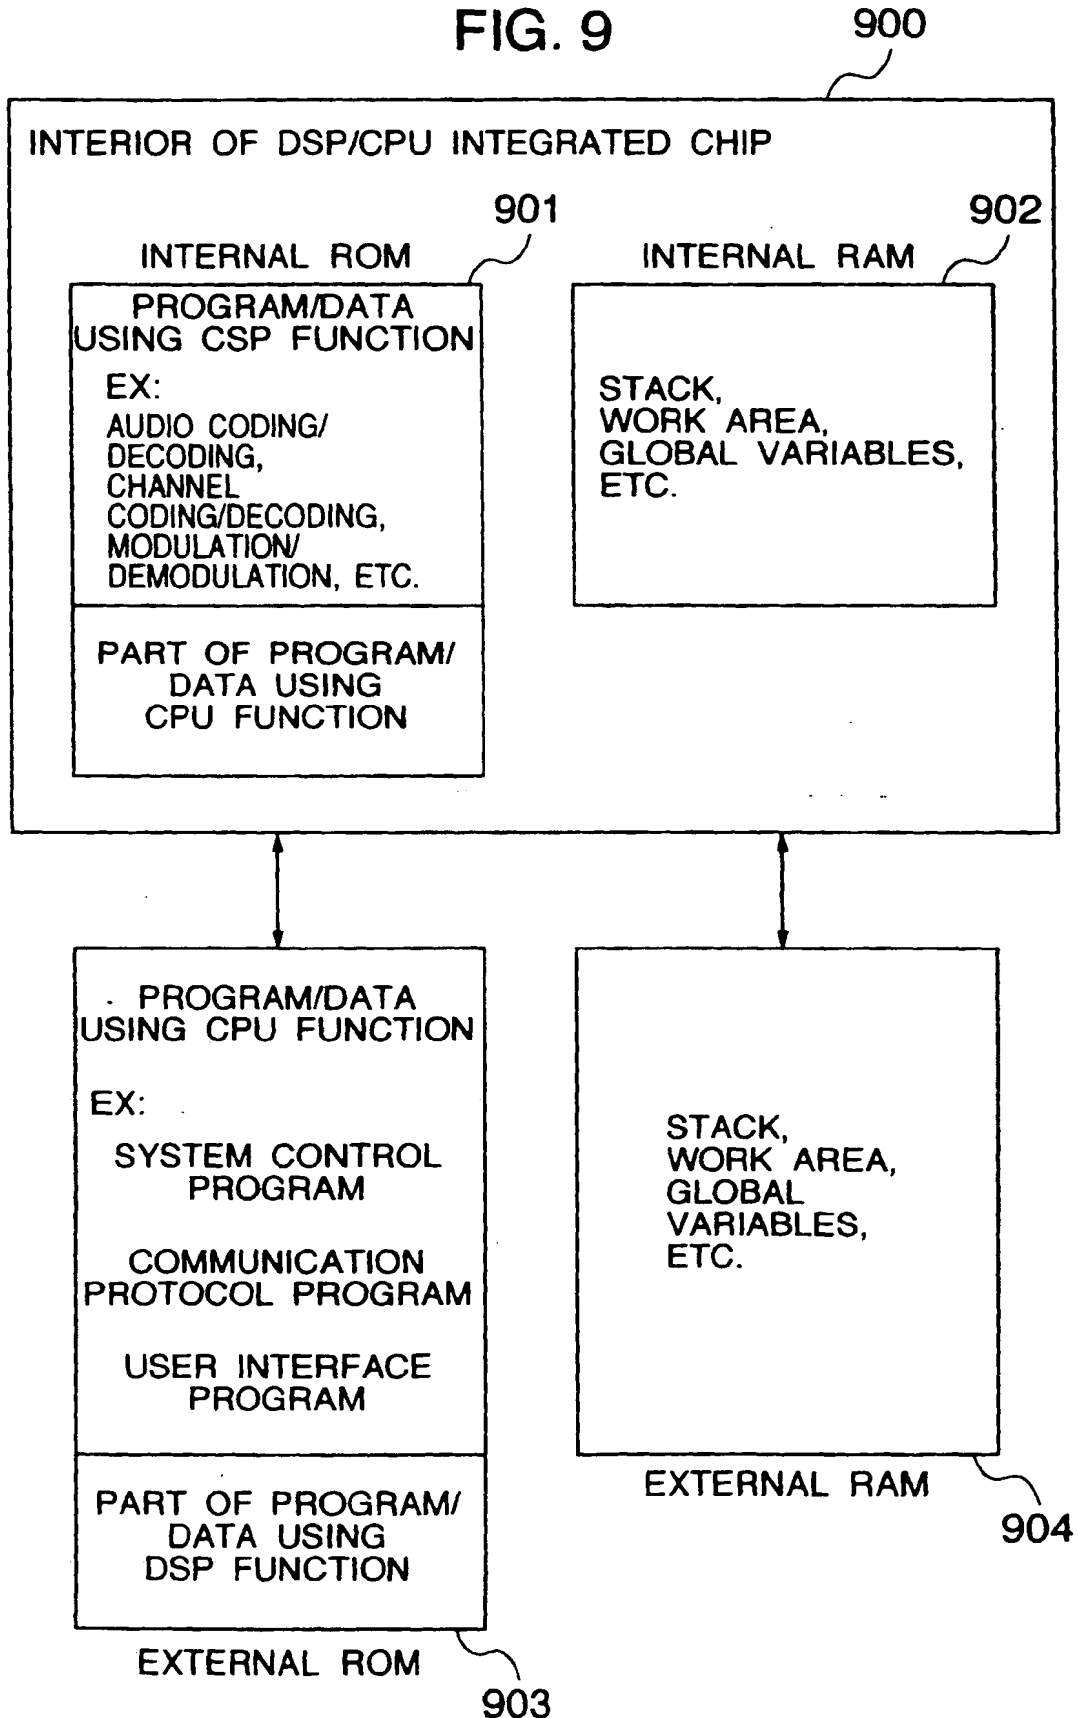 FIG. 9
900
INTERIOR OF DSP/CPU INTEGRATED CHIP
901
INTERNAL ROM
PROGRAM/DATA
USING CSP FUNCTION
EX:
AUDIO CODING/
DECODING,
CHANNEL
CODING/DECODING,
MODULATION/
DEMODULATION, ETC.
PART OF PROGRAM/
DATA USING
CPU FUNCTION
902
INTERNAL RAM
STACK,
WORK AREA,
GLOBAL VARIABLES,
ETC.
PROGRAM/DATA
USING CPU FUNCTION
EX:
SYSTEM CONTROL
PROGRAM
COMMUNICATION
PROTOCOL PROGRAM
USER INTERFACE
PROGRAM
PART OF PROGRAM/
DATA USING
DSP FUNCTION
EXTERNAL ROM
903
STACK,
WORK AREA,
GLOBAL
VARIABLES,
ETC.
EXTERNAL RAM
904